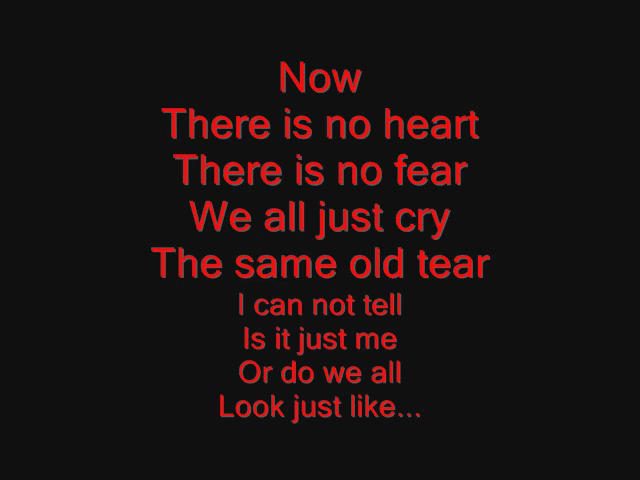 Now
There is no heart
There is no fear
We all just cry
The same old tear
I can not tell
Is it just me
Or do we all
Look just like...